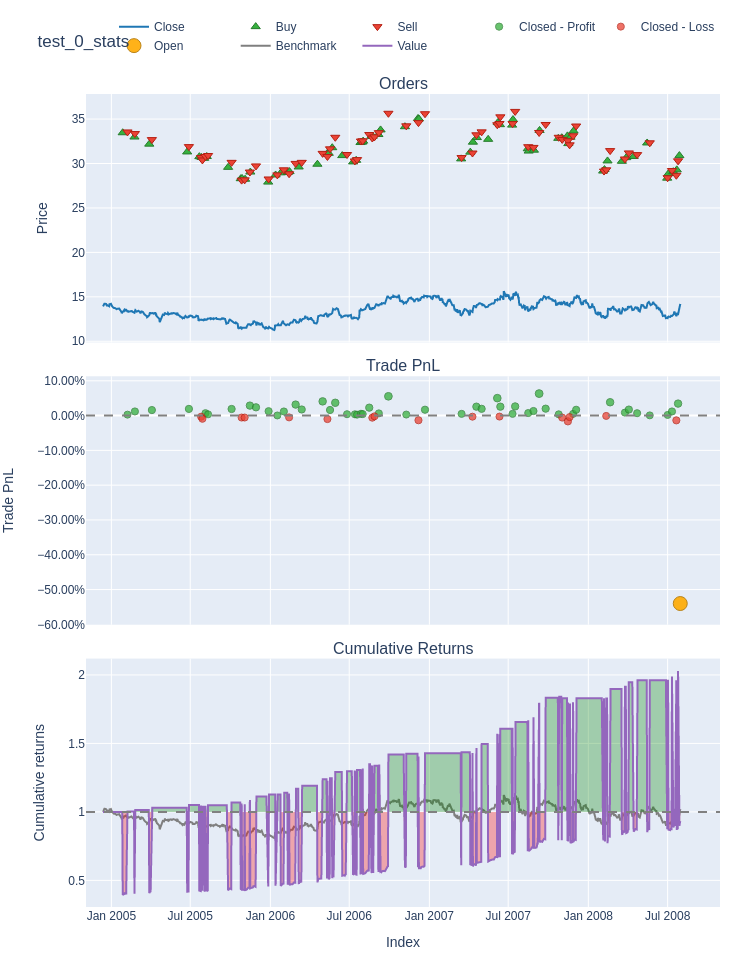 test_0_stats
Close
Buy
Sell
Closed - Profit
Closed - Loss
Open
Benchmark
Value
Orders
35
30
25
20
15
10
Price
Trade PnL
10.00%
0.00%
−10.00%
−20.00%
−30.00%
−40.00%
−50.00%
−60.00%
Trade PnL
Cumulative Returns
2
1.5
1
0.5
Cumulative returns
Jan 2005
Jul 2005
Jan 2006
Jul 2006
Jan 2007
Jul 2007
Jan 2008
Jul 2008
Index